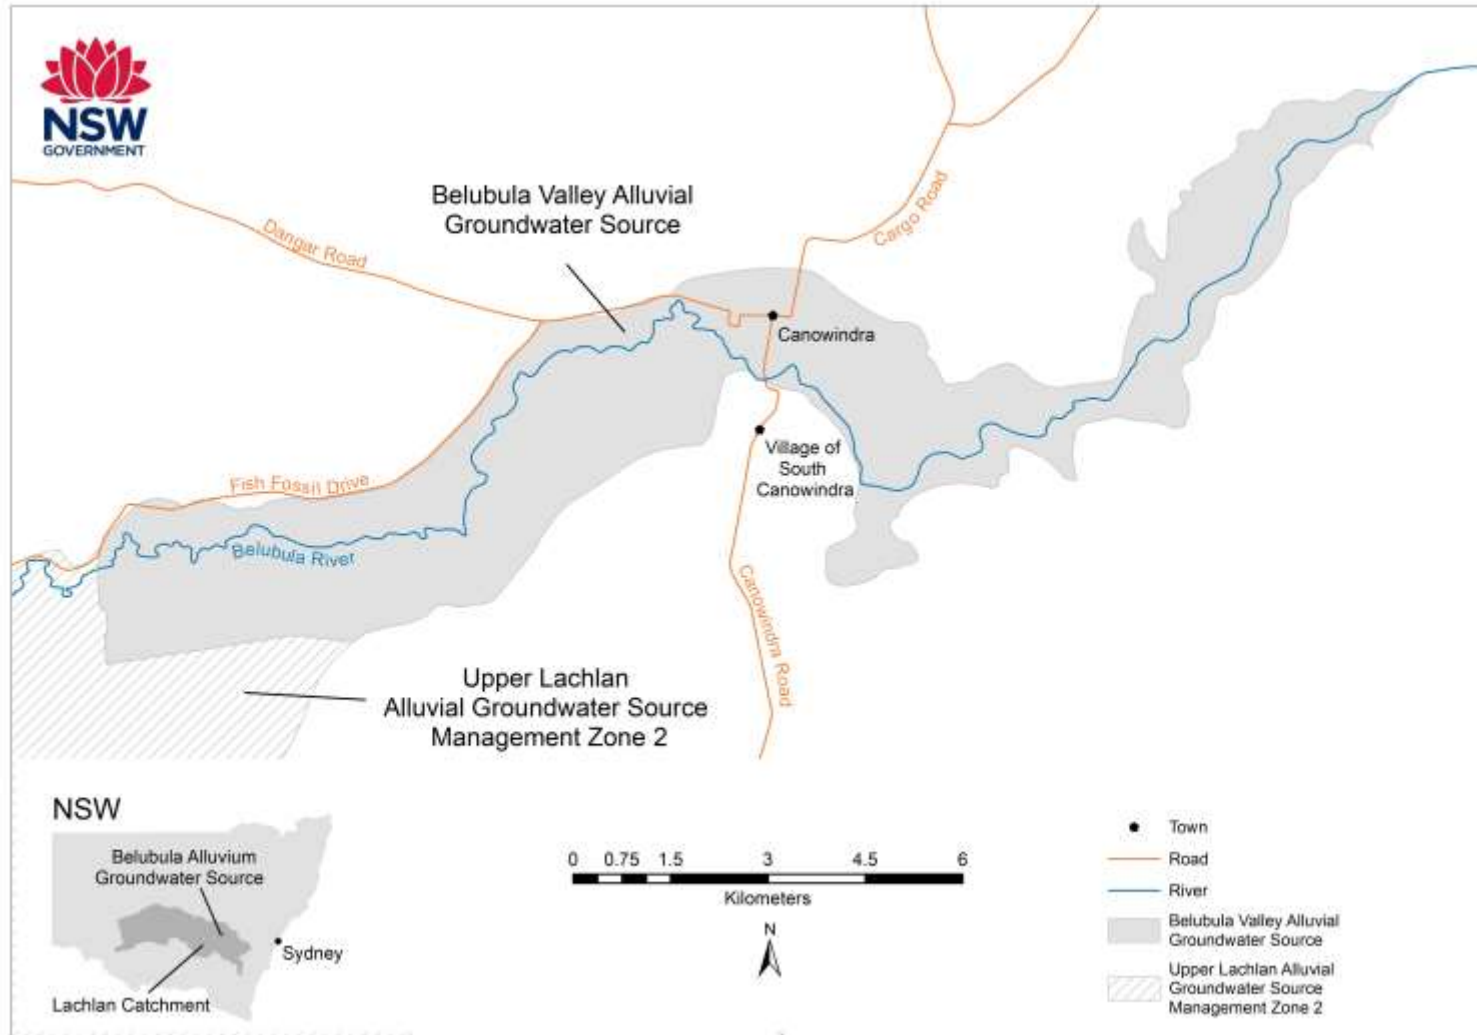 NSW
GOVERNMENT
Belubula Valley Alluvial
Groundwater Source
Dangar Road
Cargo Road
Canowindra
Village of
South
Canowindra
Fish Fossil Drive
Belubula River
Canowindra Road
Upper Lachlan
Alluvial Groundwater Source
Management Zone 2
NSW
Belubula Alluvium
Groundwater Source
Sydney
Lachlan Catchment
0 0.75 1.5 3 4.5 6
Kilometers
N
Town
Road
River
Belubula Valley Alluvial
Groundwater Source
Upper Lachlan Alluvial
Groundwater Source
Management Zone 2